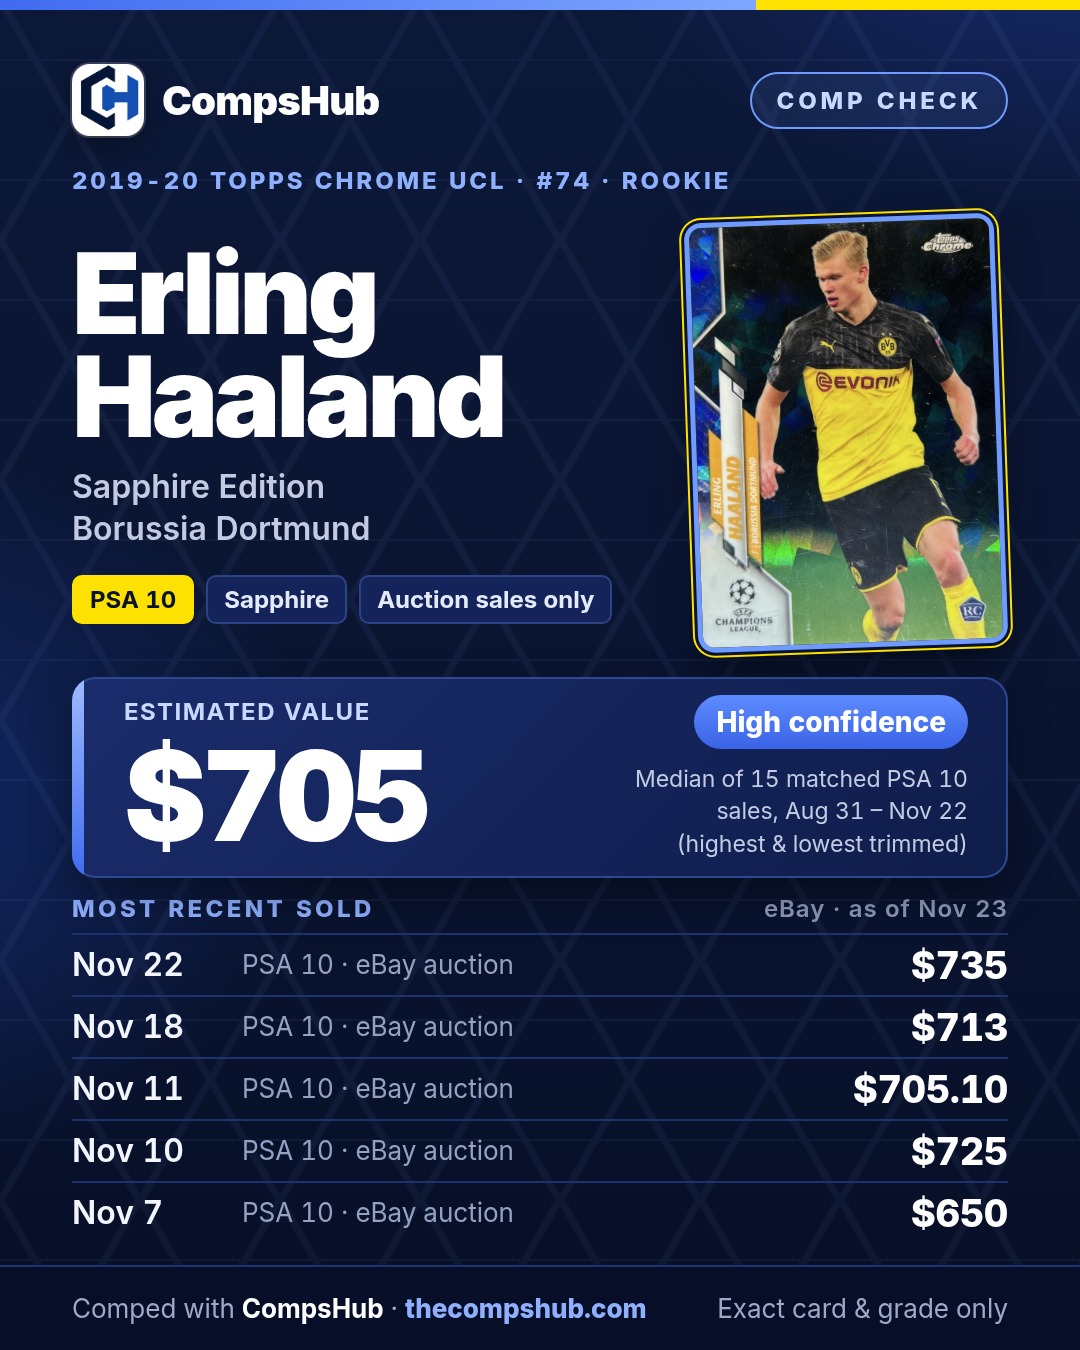 CompsHub
COMP CHECK
2019-20 TOPPS CHROME UCL · #74 · ROOKIE
Erling
Haaland
Sapphire Edition
Borussia Dortmund
PSA 10
Sapphire
Auction sales only
Topps
Chrome
BVB
09
EVONIK
ERLING
HAALAND
BORUSSIA DORTMUND
UEFA
CHAMPIONS
LEAGUE
RC
ESTIMATED VALUE
$705
High confidence
Median of 15 matched PSA 10
sales, Aug 31 – Nov 22
(highest & lowest trimmed)
MOST RECENT SOLD
eBay · as of Nov 23
Nov 22 PSA 10 · eBay auction $735
Nov 18 PSA 10 · eBay auction $713
Nov 11 PSA 10 · eBay auction $705.10
Nov 10 PSA 10 · eBay auction $725
Nov 7 PSA 10 · eBay auction $650
Comped with CompsHub · thecompshub.com
Exact card & grade only